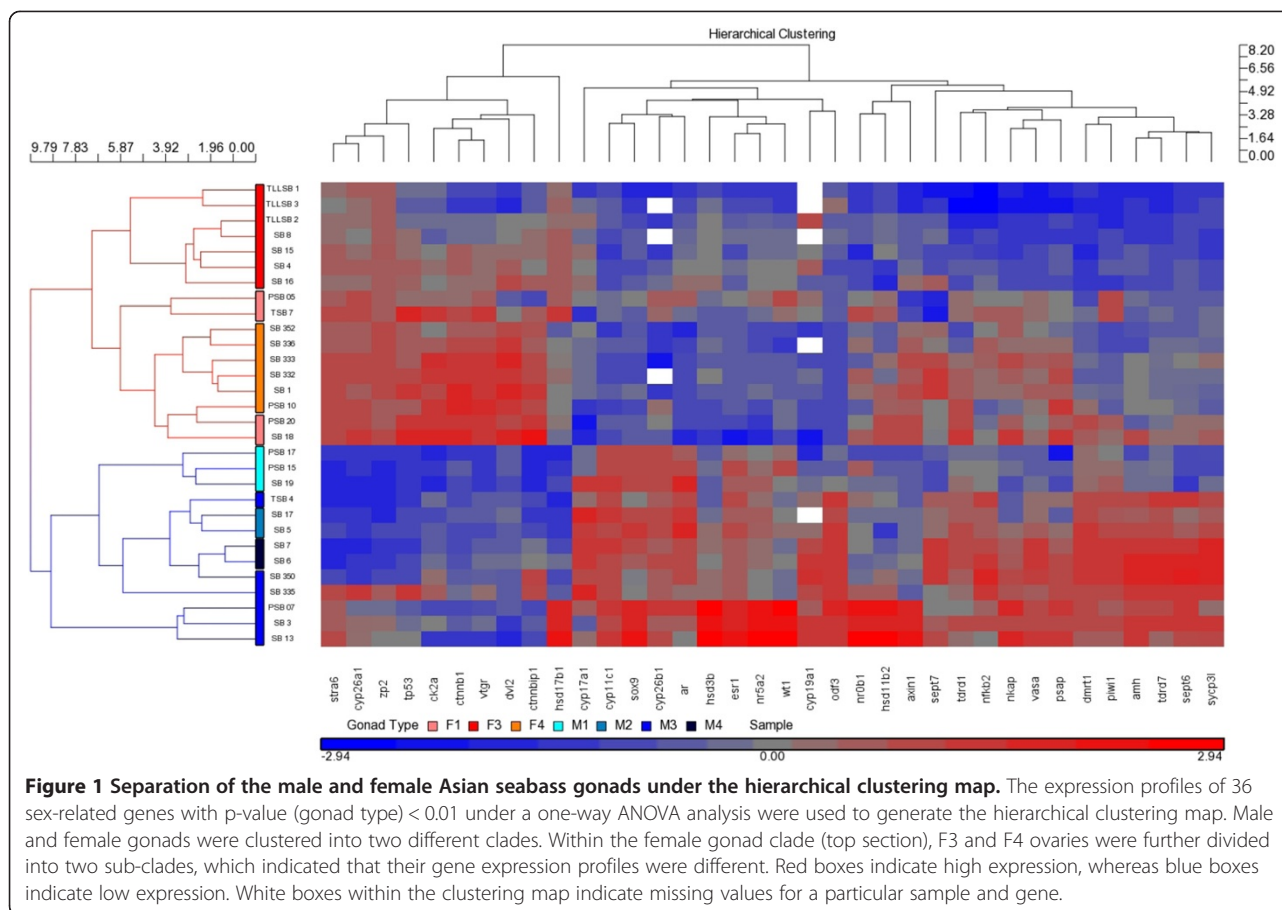 Hierarchical Clustering
8.20
6.56
4.92
3.28
1.64
0.00
9.79 7.83 5.87 3.92 1.96 0.00
TLLSB 1
TLLSB 3
TLLSB 2
SB 8
SB 15
SB 4
SB 16
PSB 05
TSB 7
SB 352
SB 336
SB 333
SB 332
SB 1
PSB 10
PSB 20
SB 18
PSB 17
PSB 15
SB 19
TSB 4
SB 17
SB 5
SB 7
SB 6
SB 350
SB 335
PSB 07
SB 3
SB 13
stra6
cyp26a1
zp2
tp53
ck2a
ctnnb1
vtgr
dvl2
ctnnbip1
hsd17b1
cyp17a1
cyp11c1
sox9
cyp26b1
ar
hsd3b
esr1
nr5a2
wt1
cyp19a1
odf3
nr0b1
hsd11b2
axin1
sept7
tdrd1
nfkb2
nkap
vasa
psap
dmrt1
piwi1
amh
tdrd7
sept6
sycp3l
Gonad Type F1 F3 F4 M1 M2 M3 M4 Sample
-2.94 0.00 2.94
Figure 1 Separation of the male and female Asian seabass gonads under the hierarchical clustering map. The expression profiles of 36
sex-related genes with p-value (gonad type) < 0.01 under a one-way ANOVA analysis were used to generate the hierarchical clustering map. Male
and female gonads were clustered into two different clades. Within the female gonad clade (top section), F3 and F4 ovaries were further divided
into two sub-clades, which indicated that their gene expression profiles were different. Red boxes indicate high expression, whereas blue boxes
indicate low expression. White boxes within the clustering map indicate missing values for a particular sample and gene.